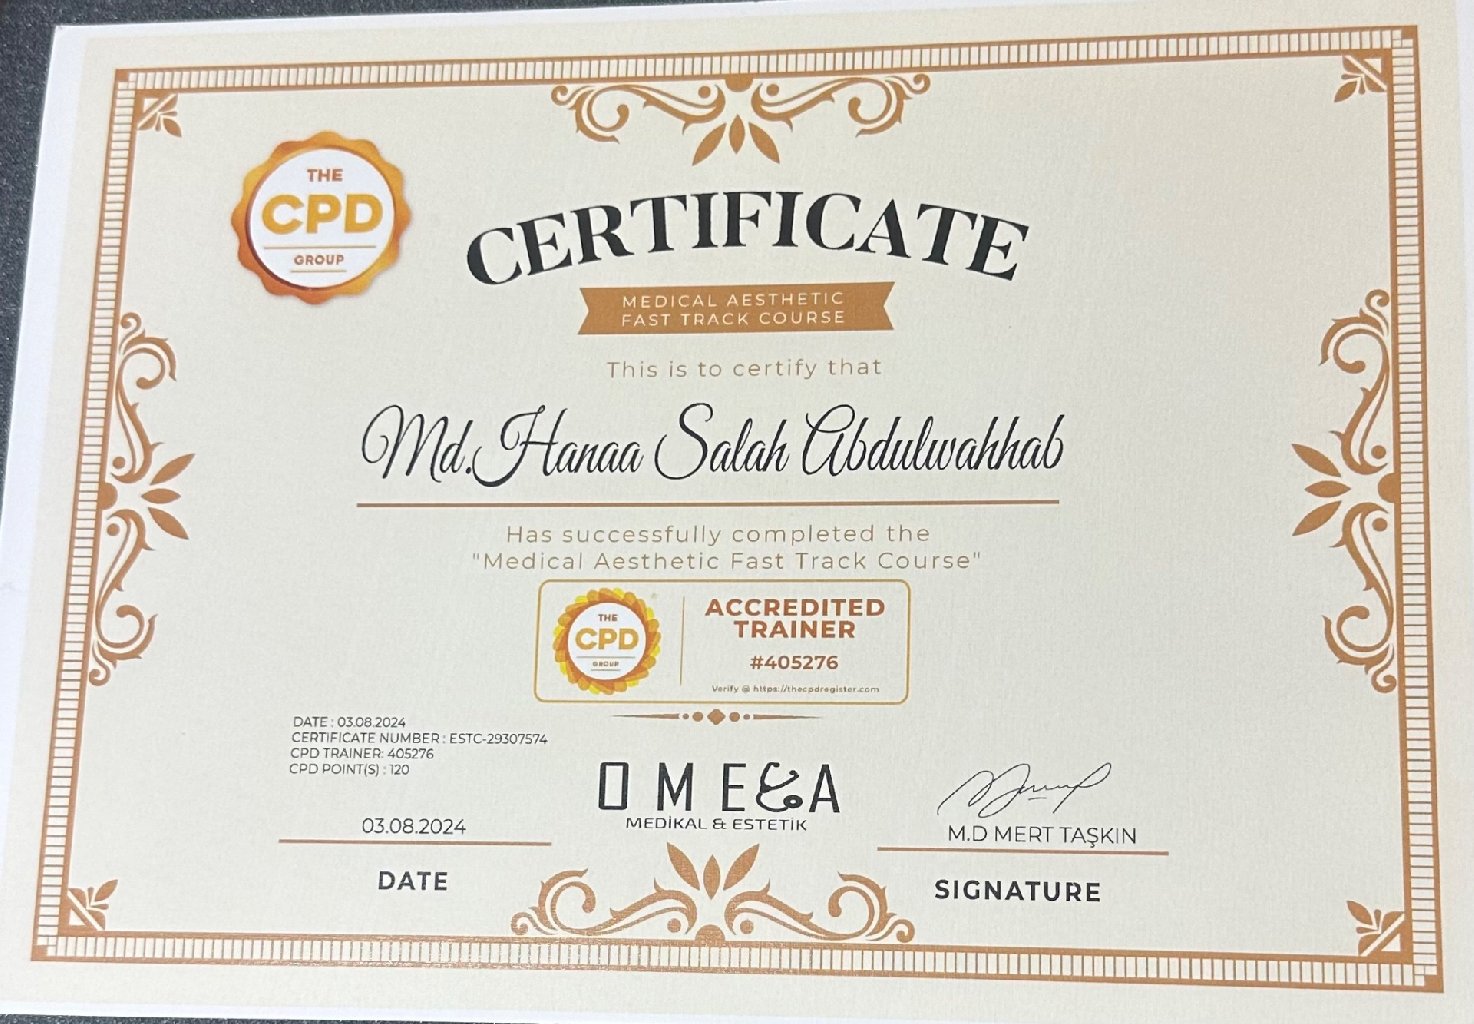 THE
CPD
GROUP
CERTIFICATE
MEDICAL AESTHETIC
FAST TRACK COURSE
This is to certify that
Md.Hanaa Salah Abdulwahhab
Has successfully completed the
"Medical Aesthetic Fast Track Course"
THE
CPD
GROUP
ACCREDITED
TRAINER
#405276
Verify @ https://thecpdregister.com
DATE : 03.08.2024
CERTIFICATE NUMBER : ESTC-29307574
CPD TRAINER: 405276
CPD POINT(S) : 120
OMEGA
MEDİKAL & ESTETİK
03.08.2024
DATE
M.D MERT TAŞKIN
SIGNATURE